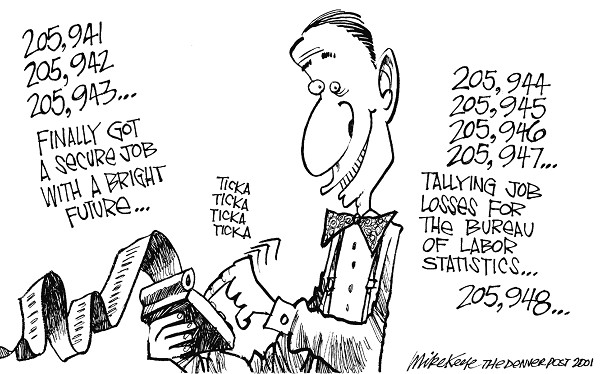 205,941
205,942
205,943...
FINALLY GOT
A SECURE JOB
WITH A BRIGHT
FUTURE...
TICKA
TICKA
TICKA
TICKA
205,944
205,945
205,946
205,947...
TALLYING JOB
LOSSES FOR
THE BUREAU
OF LABOR
STATISTICS...
205,948...
MIKE KEEFE THE DENVER POST 2001